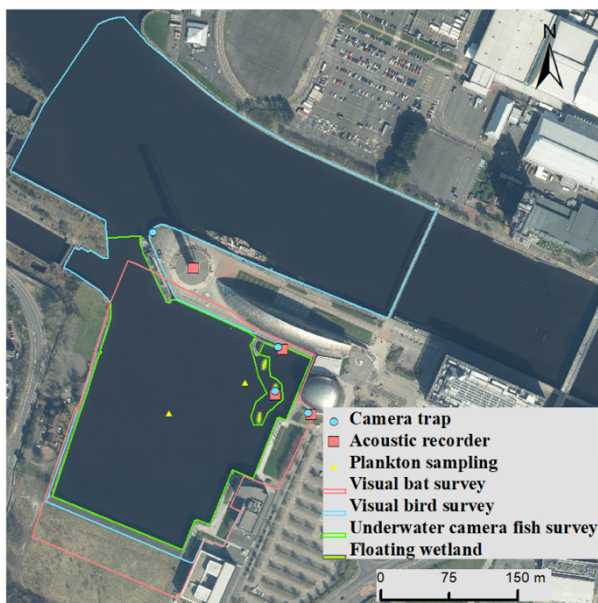 N
Camera trap
Acoustic recorder
Plankton sampling
Visual bat survey
Visual bird survey
Underwater camera fish survey
Floating wetland
0 75 150 m